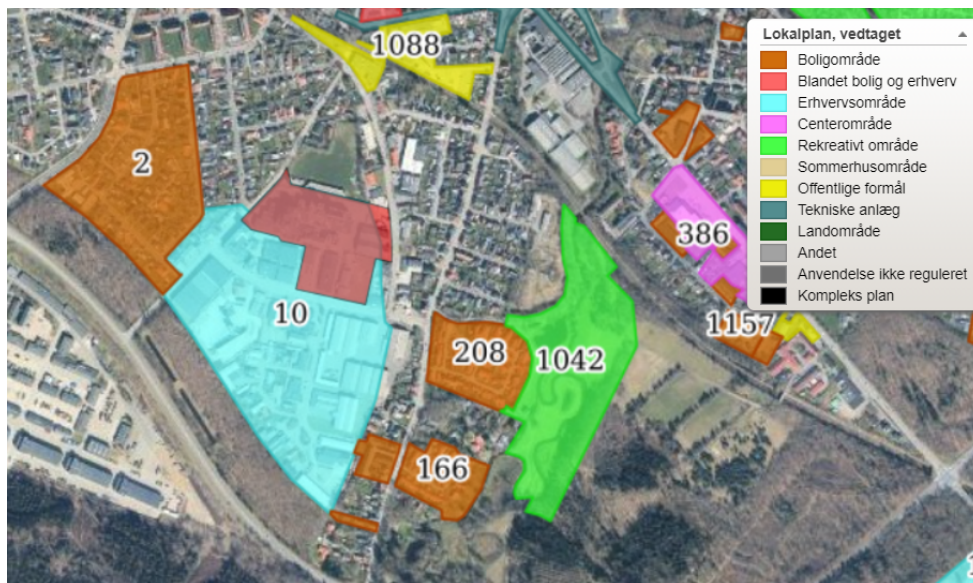 1088
2
10
208
1042
166
386
1157
Lokalplan, vedtaget
Boligområde
Blandet bolig og erhverv
Erhvervsområde
Centerområde
Rekreativt område
Sommerhusområde
Offentlige formål
Tekniske anlæg
Landområde
Andet
Anvendelse ikke reguleret
Kompleks plan